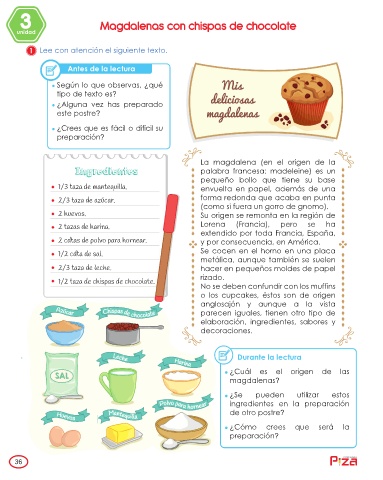 3
unidad
Magdalenas con chispas de chocolate
1 Lee con atención el siguiente texto.
Antes de la lectura
• Según lo que observas, ¿qué
tipo de texto es?
• ¿Alguna vez has preparado
este postre?
• ¿Crees que es fácil o difícil su
preparación?
Mis
deliciosas
magdalenas
Ingredientes
• 1/3 taza de mantequilla.
• 2/3 taza de azúcar.
• 2 huevos.
• 2 tazas de harina.
• 2 cditas de polvo para hornear.
• 1/2 cdita de sal.
• 2/3 taza de leche.
• 1/2 taza de chispas de chocolate.
La magdalena (en el origen de la
palabra francesa: madeleine) es un
pequeño bollo que tiene su base
envuelta en papel, además de una
forma redonda que acaba en punta
(como si fuera un gorro de gnomo).
Su origen se remonta en la región de
Lorena (Francia), pero se ha
extendido por toda Francia, España,
y por consecuencia, en América.
Se cocen en el horno en una placa
metálica, aunque también se suelen
hacer en pequeños moldes de papel
rizado.
No se deben confundir con los muffins
o los cupcakes, éstos son de origen
anglosajón y aunque a la vista
parecen iguales, tienen otro tipo de
elaboración, ingredientes, sabores y
decoraciones.
Azúcar
Chispas de chocolate
SAL
Leche
Harina
Huevos
Mantequilla
Polvo para hornear
Durante la lectura
• ¿Cuál es el origen de las
magdalenas?
• ¿Se pueden utilizar estos
ingredientes en la preparación
de otro postre?
• ¿Cómo crees que será la
preparación?
36